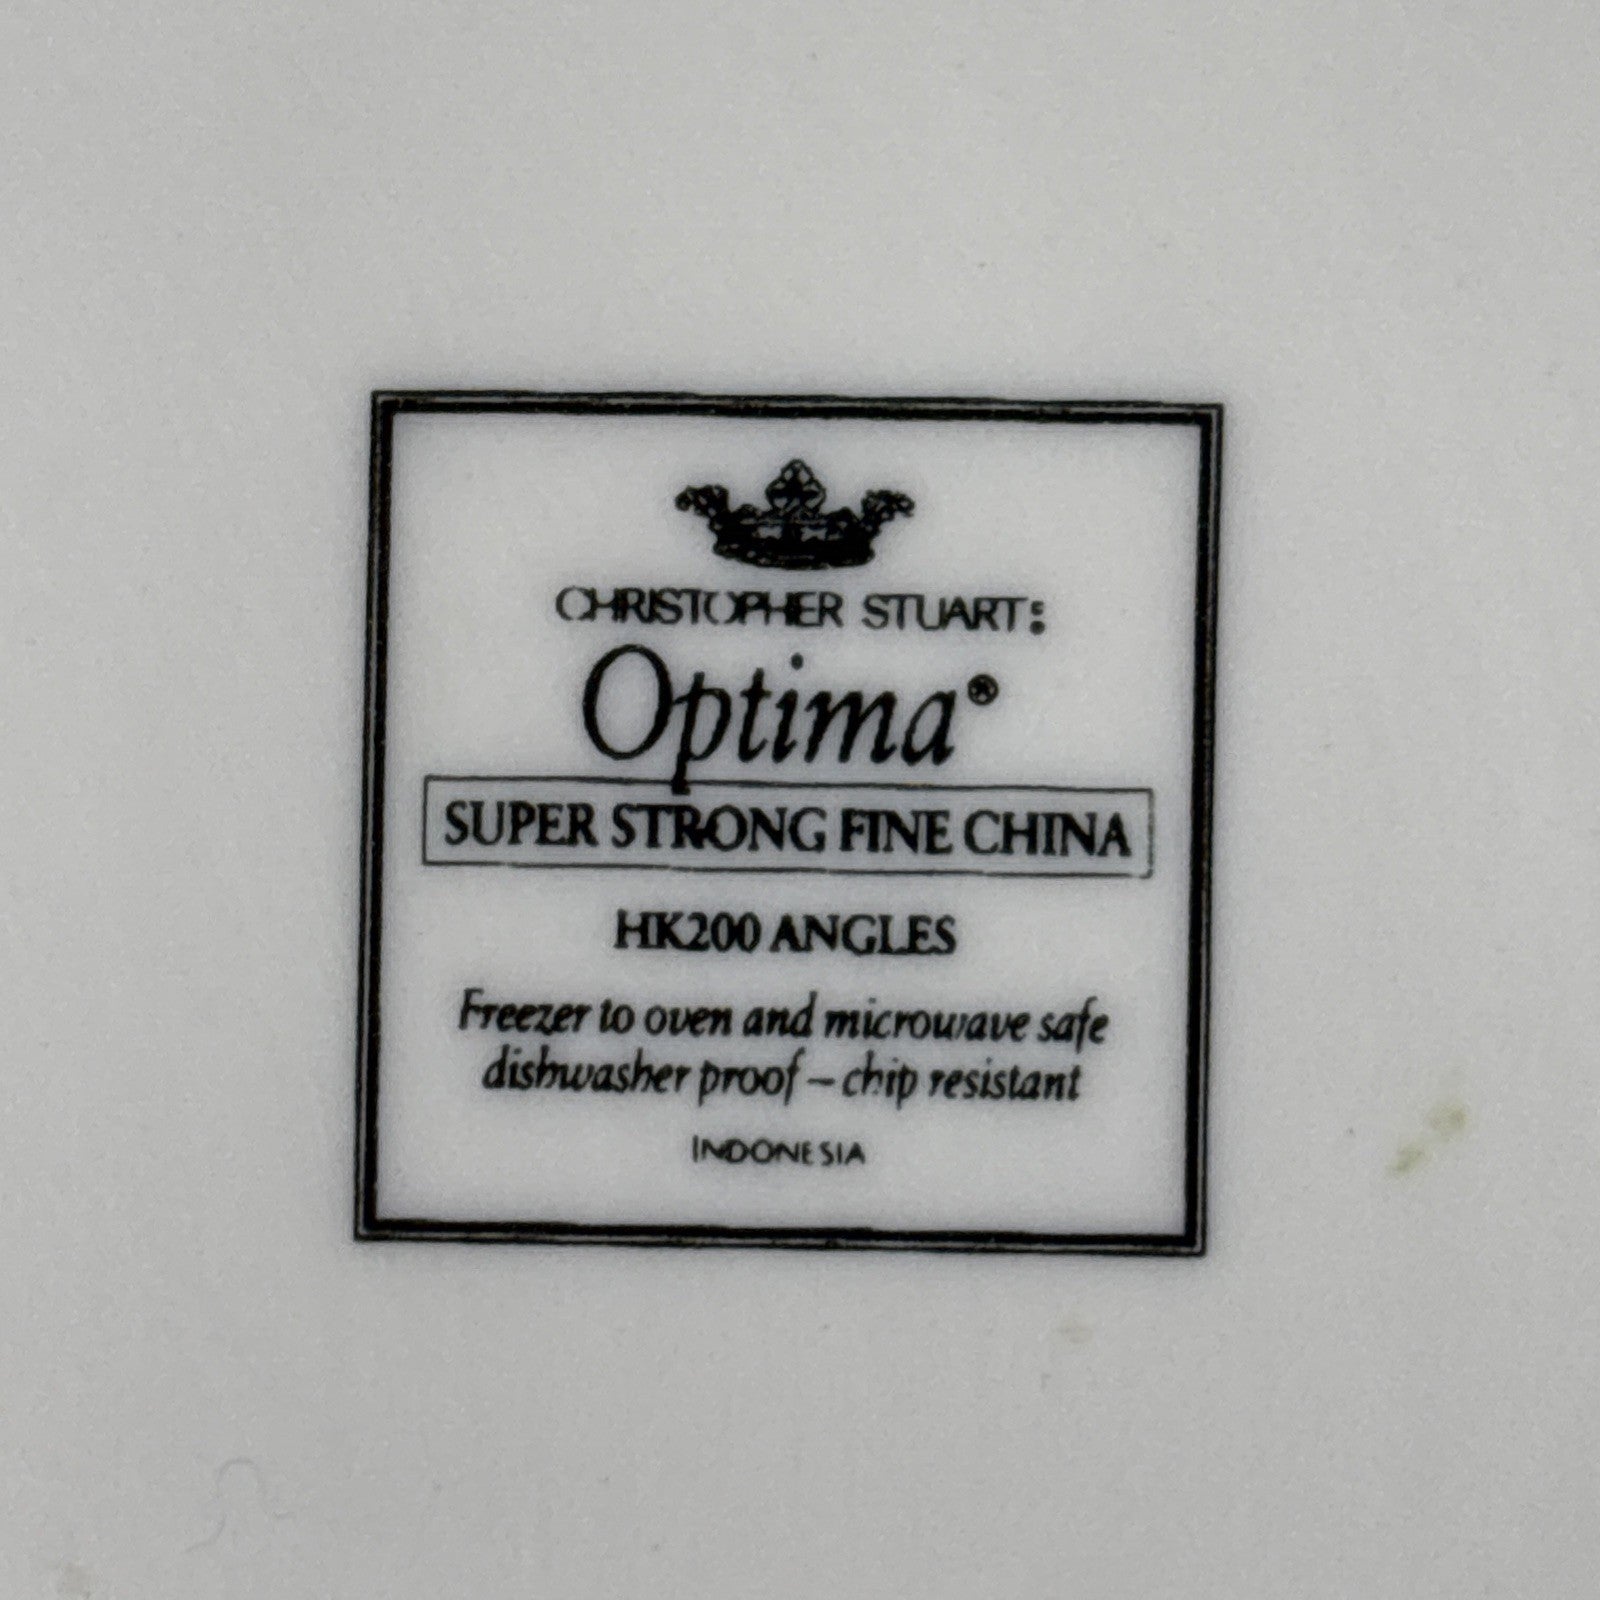 CHRISTOPHER STUART:
Optima®
SUPER STRONG FINE CHINA
HK200 ANGLES
Freezer to oven and microwave safe
dishwasher proof – chip resistant
INDONESIA